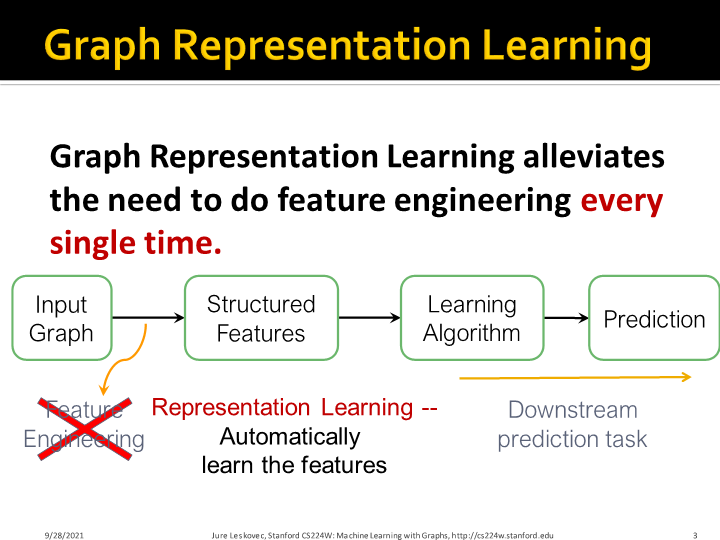 Graph Representation Learning
Graph Representation Learning alleviates
the need to do feature engineering every
single time.
Input
Graph
Structured
Features
Learning
Algorithm
Prediction
Feature
Engineering
Representation Learning --
Automatically
learn the features
Downstream
prediction task
9/28/2021
Jure Leskovec, Stanford CS224W: Machine Learning with Graphs, http://cs224w.stanford.edu
3